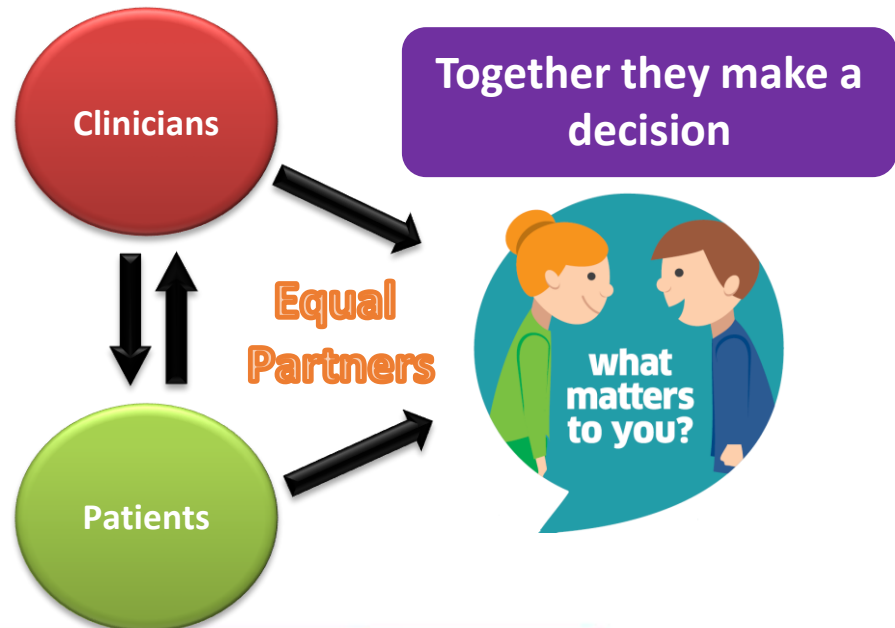 Clinicians
Together they make a
decision
Equal
Partners
what
matters
to you?
Patients